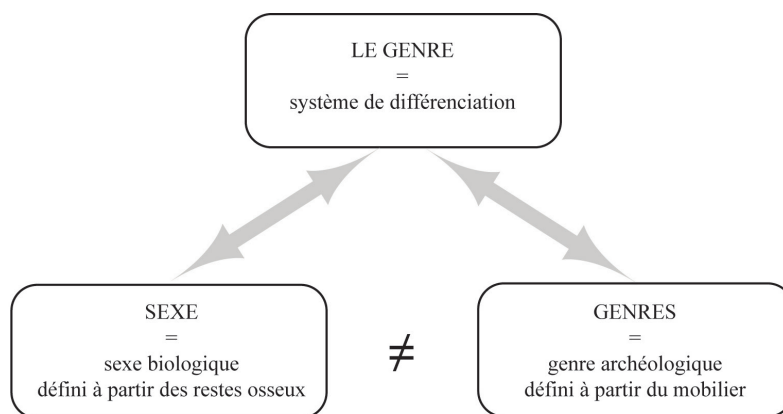 LE GENRE
=
système de différenciation
SEXE
=
sexe biologique
défini à partir des restes osseux
≠
GENRES
=
genre archéologique
défini à partir du mobilier